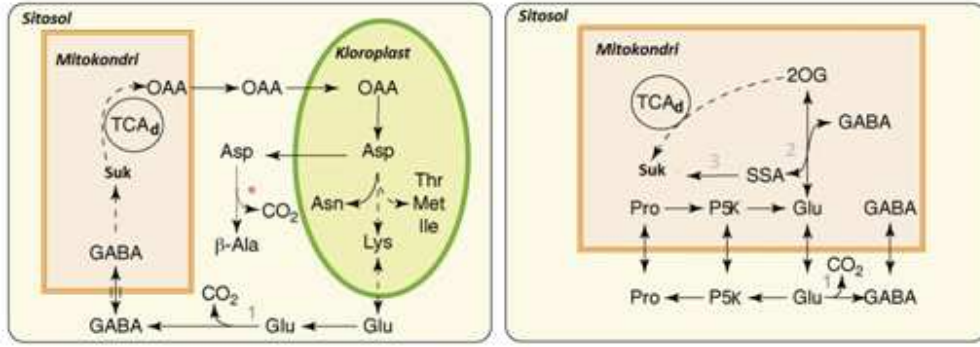 Sitosol
Mitokondri
Kloroplast
OAA
OAA
OAA
TCAd
Suk
Asp
Asp
*
CO2
Asn
Thr
Met
Ile
β-Ala
Lys
GABA
CO2
GABA
1
Glu
Glu
Sitosol
Mitokondri
2OG
TCAd
GABA
2
3
Suk
SSA
Pro
P5K
Glu
GABA
CO2
1
Pro
P5K
Glu
GABA